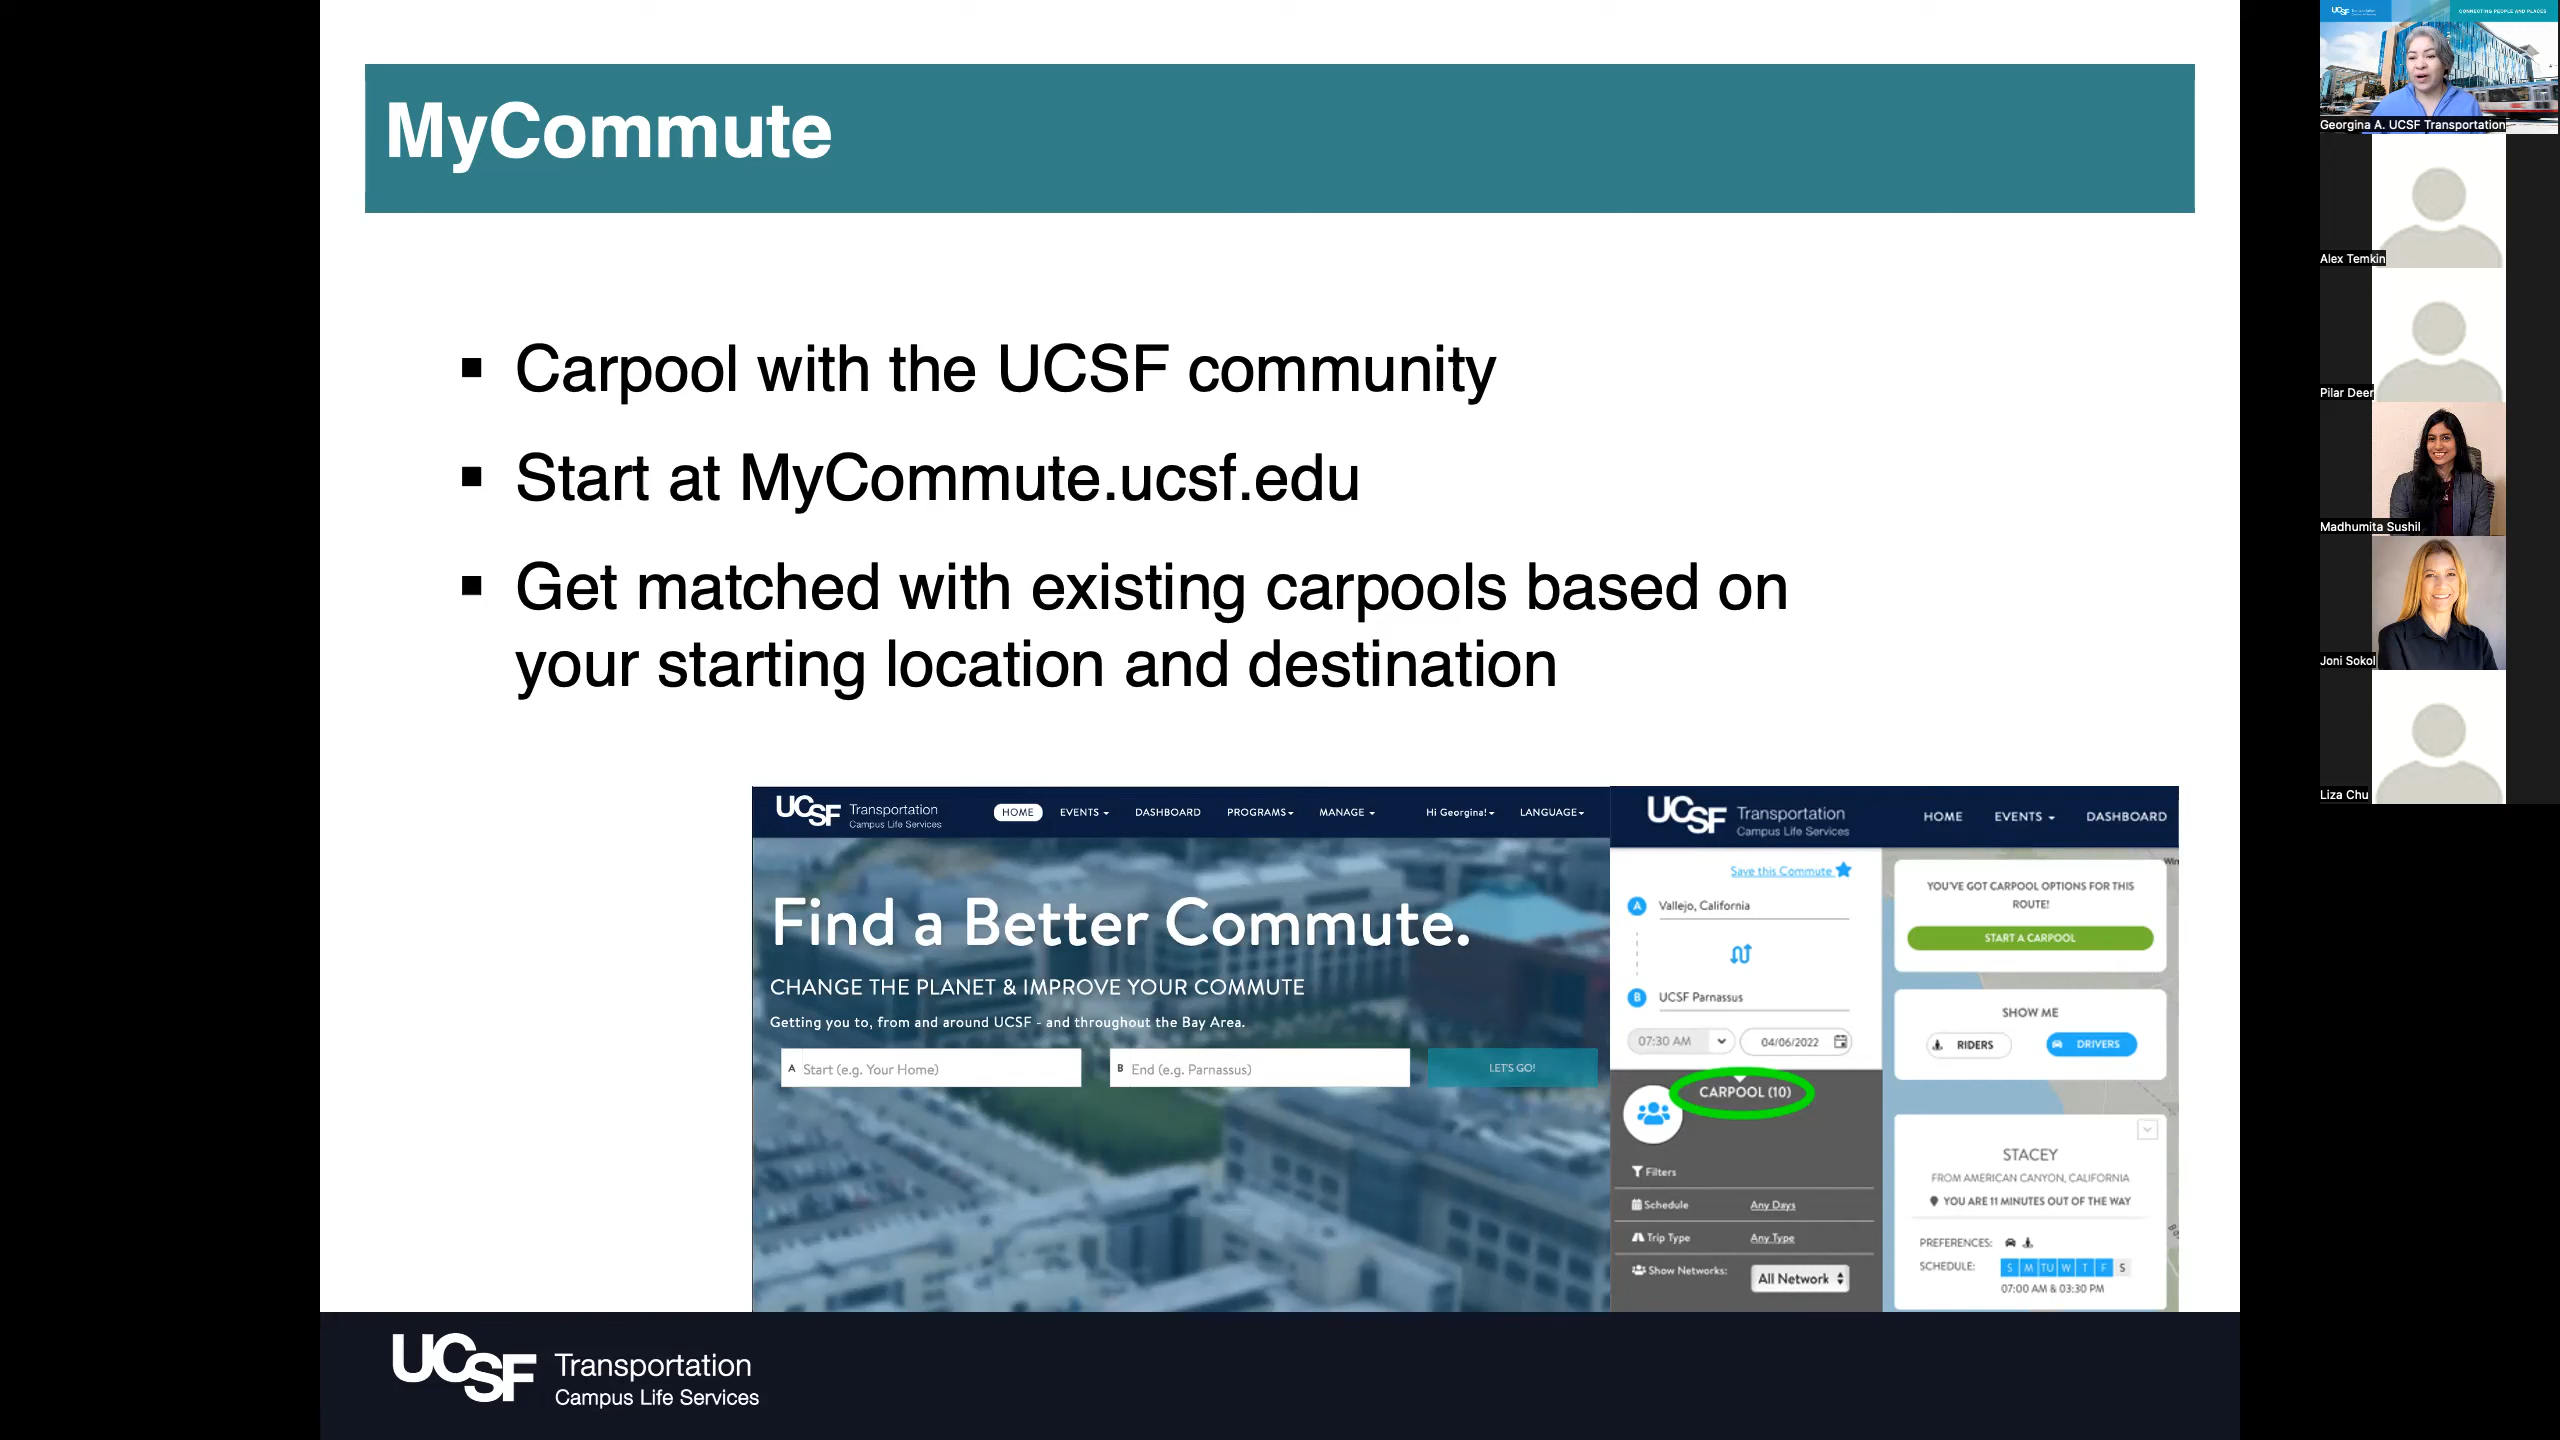 MyCommute
▪ Carpool with the UCSF community
▪ Start at MyCommute.ucsf.edu
▪ Get matched with existing carpools based on
your starting location and destination
UCSF Transportation
Campus Life Services
HOME EVENTS DASHBOARD PROGRAMS MANAGE Hi Georgina! LANGUAGE
Find a Better Commute.
CHANGE THE PLANET & IMPROVE YOUR COMMUTE
Getting you to, from and around UCSF - and throughout the Bay Area.
A Start (e.g. Your Home) B End (e.g. Parnassus) LET'S GO!
UCSF Transportation
Campus Life Services
HOME EVENTS DASHBOARD
Save this Commute
A Vallejo, California
B UCSF Parnassus
07:30 AM 04/06/2022
CARPOOL (10)
Filters
Schedule Any Days
Trip Type Any Type
Show Networks: All Network
YOU'VE GOT CARPOOL OPTIONS FOR THIS
ROUTE!
START A CARPOOL
SHOW ME
RIDERS DRIVERS
STACEY
FROM AMERICAN CANYON, CALIFORNIA
YOU ARE 11 MINUTES OUT OF THE WAY
PREFERENCES:
SCHEDULE: S M TU W T F S
07:00 AM & 03:30 PM
UCSF Transportation
Campus Life Services
UCSF
CONNECTING PEOPLE AND PLACES
Georgina A. UCSF Transportation
Alex Temkin
Pilar Deer
Madhumita Sushil
Joni Sokol
Liza Chu